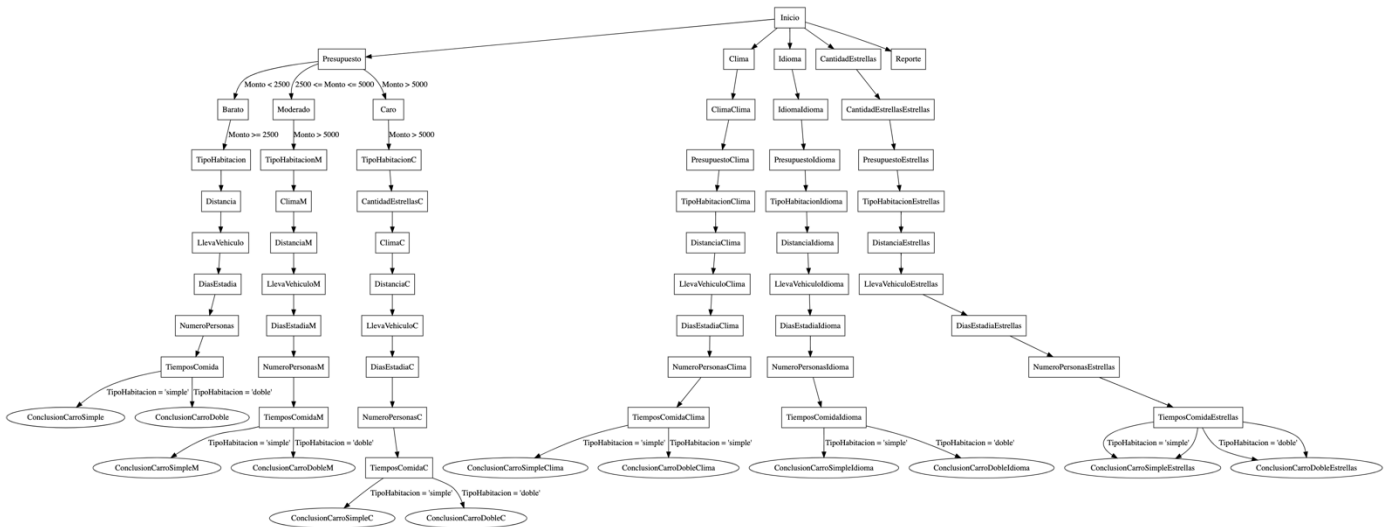 Inicio
Presupuesto
Clima
Idioma
CantidadEstrellas
Reporte
Monto < 2500
2500 <= Monto <= 5000
Monto > 5000
Barato
Moderado
Caro
ClimaClima
IdiomaIdioma
CantidadEstrellasEstrellas
Monto >= 2500
Monto > 5000
Monto > 5000
TipoHabitacion
TipoHabitacionM
TipoHabitacionC
PresupuestoClima
PresupuestoIdioma
PresupuestoEstrellas
Distancia
ClimaM
CantidadEstrellasC
TipoHabitacionClima
TipoHabitacionIdioma
TipoHabitacionEstrellas
LlevaVehiculo
DistanciaM
ClimaC
DistanciaClima
DistanciaIdioma
DistanciaEstrellas
DiasEstadia
LlevaVehiculoM
DistanciaC
LlevaVehiculoClima
LlevaVehiculoIdioma
LlevaVehiculoEstrellas
NumeroPersonas
DiasEstadiaM
LlevaVehiculoC
DiasEstadiaClima
DiasEstadiaIdioma
DiasEstadiaEstrellas
TiemposComida
NumeroPersonasM
DiasEstadiaC
NumeroPersonasClima
NumeroPersonasIdioma
NumeroPersonasEstrellas
TipoHabitacion = 'simple'
TipoHabitacion = 'doble'
ConclusionCarroSimple
ConclusionCarroDoble
TiemposComidaM
NumeroPersonasC
TiemposComidaClima
TiemposComidaIdioma
TiemposComidaEstrellas
TipoHabitacion = 'simple'
TipoHabitacion = 'doble'
TipoHabitacion = 'simple'
TipoHabitacion = 'simple'
TipoHabitacion = 'simple'
TipoHabitacion = 'doble'
TipoHabitacion = 'simple'
TipoHabitacion = 'doble'
ConclusionCarroSimpleM
ConclusionCarroDobleM
TiemposComidaC
ConclusionCarroSimpleClima
ConclusionCarroDobleClima
ConclusionCarroSimpleIdioma
ConclusionCarroDobleIdioma
ConclusionCarroSimpleEstrellas
ConclusionCarroDobleEstrellas
TipoHabitacion = 'simple'
TipoHabitacion = 'doble'
ConclusionCarroSimpleC
ConclusionCarroDobleC